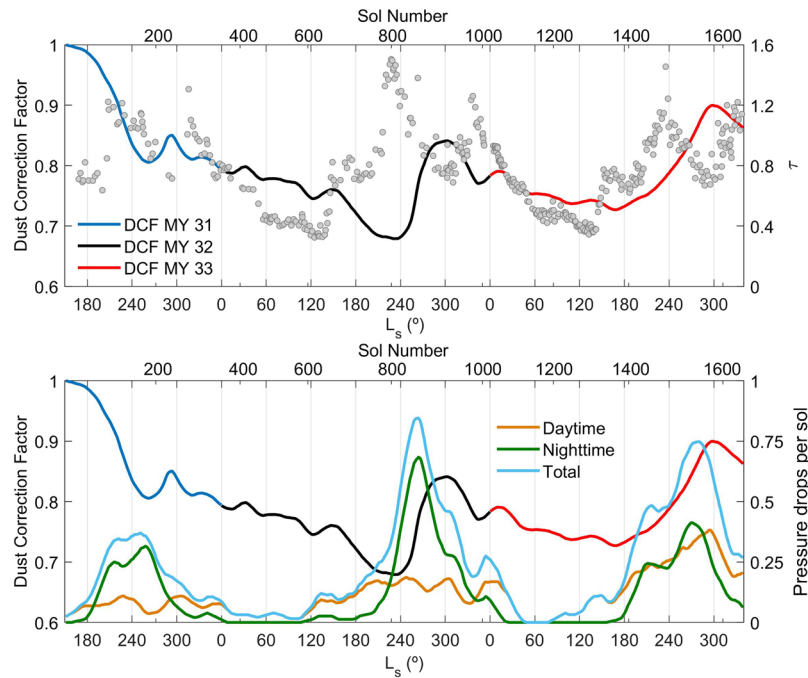 Sol Number
200 400 600 800 1000 1200 1400 1600
1 1.6
0.9 1.2
0.8 0.8
0.7 0.4
0.6 0
Dust Correction Factor
τ
DCF MY 31
DCF MY 32
DCF MY 33
180 240 300 0 60 120 180 240 300 0 60 120 180 240 300
Ls (º)
Sol Number
200 400 600 800 1000 1200 1400 1600
1 1
0.9 0.75
0.8 0.5
0.7 0.25
0.6 0
Dust Correction Factor
Pressure drops per sol
Daytime
Nighttime
Total
180 240 300 0 60 120 180 240 300 0 60 120 180 240 300
Ls (º)